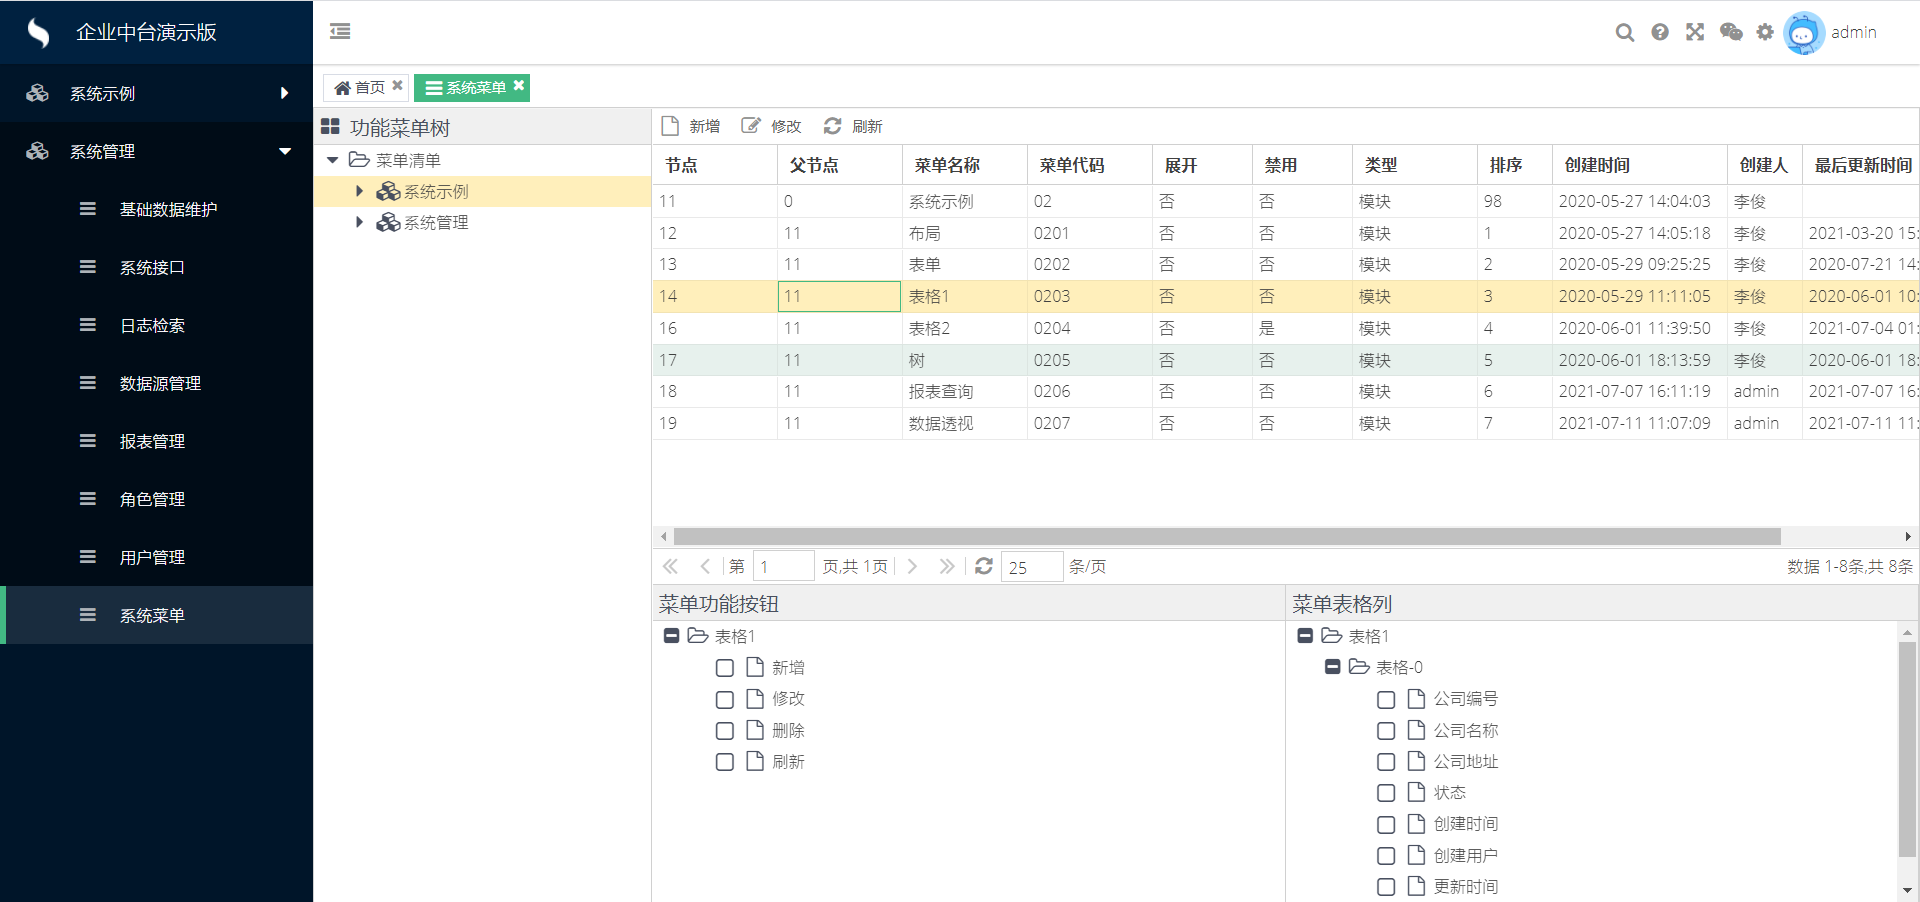 企业中台演示版
admin
系统示例
系统管理
基础数据维护
系统接口
日志检索
数据源管理
报表管理
角色管理
用户管理
系统菜单
首页 系统菜单
功能菜单树
菜单清单
系统示例
系统管理
新增 修改 刷新
节点 父节点 菜单名称 菜单代码 展开 禁用 类型 排序 创建时间 创建人 最后更新时间
11 0 系统示例 02 否 否 模块 98 2020-05-27 14:04:03 李俊
12 11 布局 0201 否 否 模块 1 2020-05-27 14:05:18 李俊 2021-03-20 15:
13 11 表单 0202 否 否 模块 2 2020-05-29 09:25:25 李俊 2020-07-21 14:
14 11 表格1 0203 否 否 模块 3 2020-05-29 11:11:05 李俊 2020-06-01 10:
16 11 表格2 0204 否 是 模块 4 2020-06-01 11:39:50 李俊 2021-07-04 01:
17 11 树 0205 否 否 模块 5 2020-06-01 18:13:59 李俊 2020-06-01 18:
18 11 报表查询 0206 否 否 模块 6 2021-07-07 16:11:19 admin 2021-07-07 16:
19 11 数据透视 0207 否 否 模块 7 2021-07-11 11:07:09 admin 2021-07-11 11:
第 1 页,共 1页 25 条/页 数据 1-8条,共 8条
菜单功能按钮
表格1
新增
修改
删除
刷新
菜单表格列
表格1
表格-0
公司编号
公司名称
公司地址
状态
创建时间
创建用户
更新时间